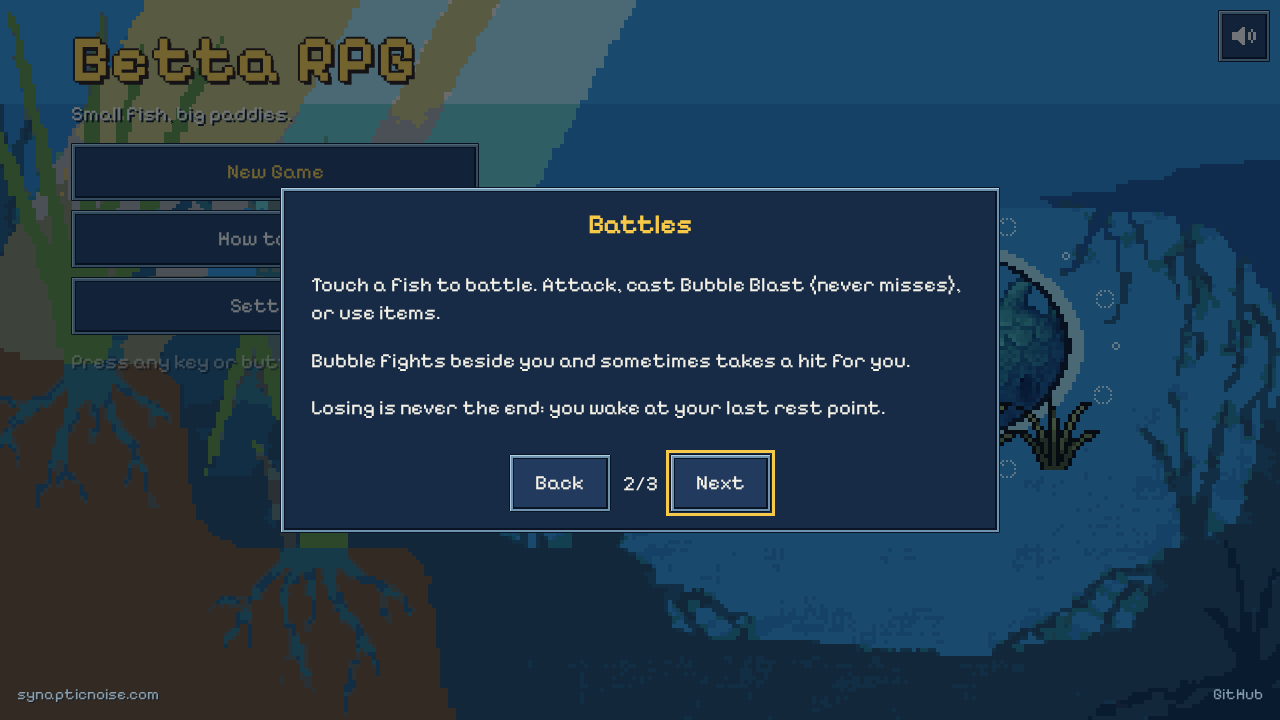 Betta RPG
Small fish, big paddies.
New Game
How to
Sett
Press any key or but
Battles
Touch a fish to battle. Attack, cast Bubble Blast (never misses),
or use items.
Bubble fights beside you and sometimes takes a hit for you.
Losing is never the end: you wake at your last rest point.
Back
2/3
Next
synapticnoise.com
GitHub